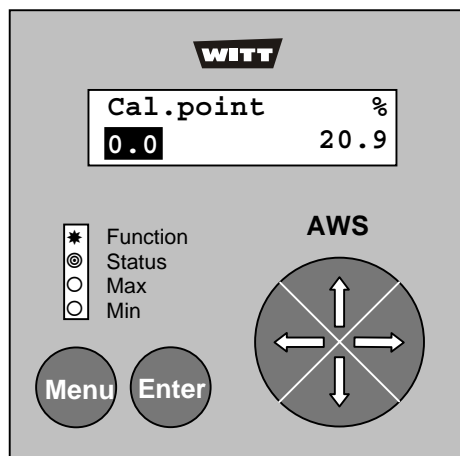 WITT
Cal.point %
0.0 20.9
AWS
Function
Status
Max
Min
Menu Enter